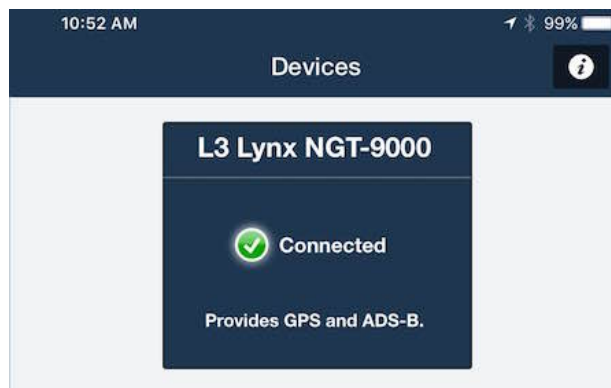 10:52 AM
99%
Devices
i
L3 Lynx NGT-9000
Connected
Provides GPS and ADS-B.